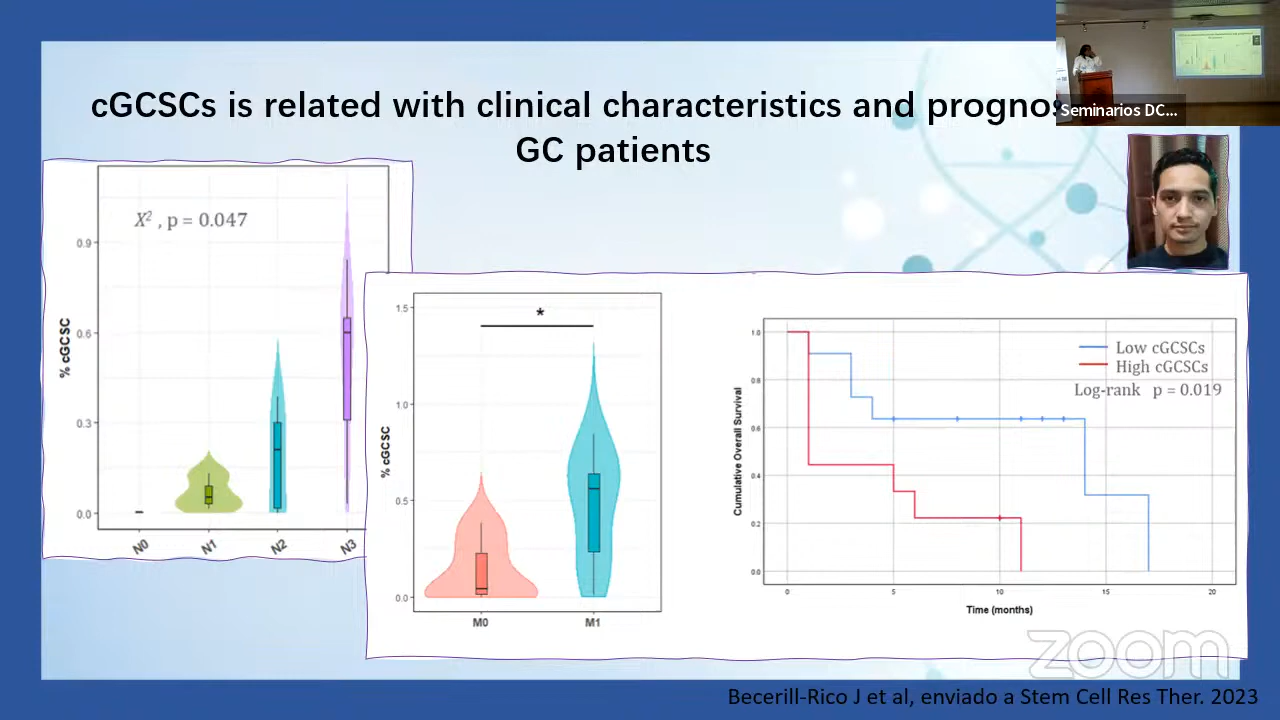 cGCSCs is related with clinical characteristics and prognos
GC patients
Seminarios DC...
X², p = 0.047
% cGCSC
0.9
0.6
0.3
0.0
N0
N1
N2
N3
*
% cGCSC
1.5
1.0
0.5
0.0
M0
M1
Low cGCSCs
High cGCSCs
Log-rank p = 0.019
Cumulative Overall Survival
1.0
0.8
0.6
0.4
0.2
0.0
0
5
10
15
20
Time (months)
zoom
Becerill-Rico J et al, enviado a Stem Cell Res Ther. 2023